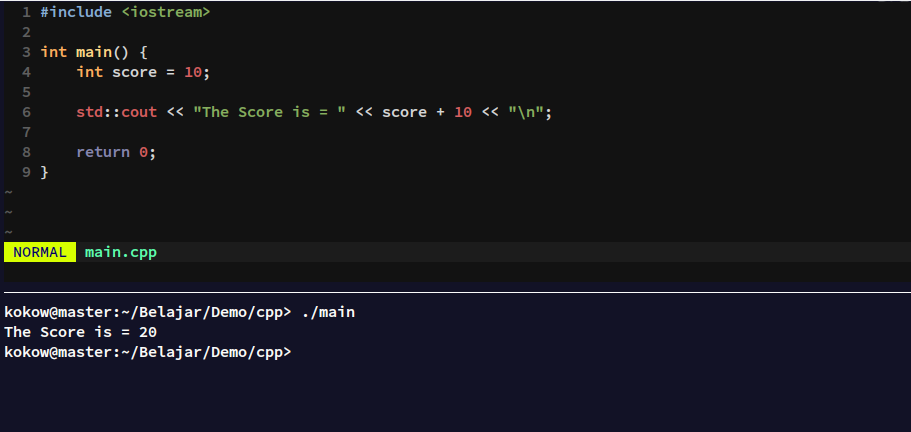 1 #include <iostream>
2
3 int main() {
4     int score = 10;
5
6     std::cout << "The Score is = " << score + 10 << "\n";
7
8     return 0;
9 }
~
~
~
NORMAL main.cpp
kokow@master:~/Belajar/Demo/cpp> ./main
The Score is = 20
kokow@master:~/Belajar/Demo/cpp>